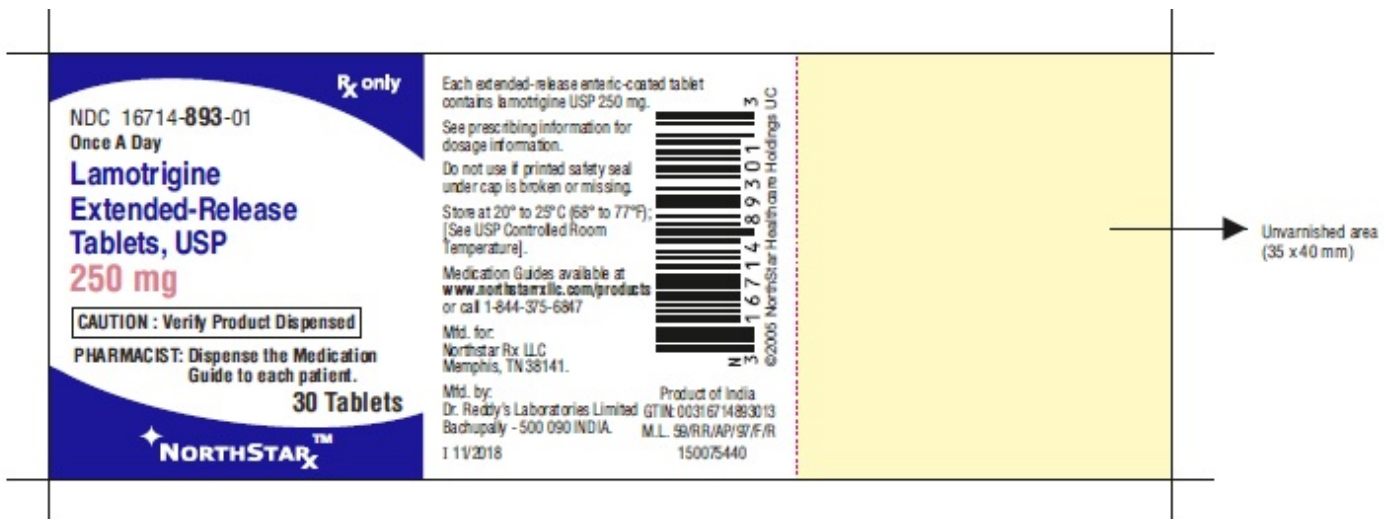 Rx only
NDC 16714-893-01
Once A Day
Lamotrigine
Extended-Release
Tablets, USP
250 mg
CAUTION : Verify Product Dispensed
PHARMACIST: Dispense the Medication
Guide to each patient.
30 Tablets
NORTHSTARx™
Each extended-release enteric-coated tablet
contains lamotrigine USP 250 mg.
See prescribing information for
dosage information.
Do not use if printed safety seal
under cap is broken or missing.
Store at 20° to 25°C (68° to 77°F);
[See USP Controlled Room
Temperature].
Medication Guides available at
www.northstarrxllc.com/products
or call 1-844-375-6847
Mfd. for:
Northstar Rx LLC
Memphis, TN 38141.
Mfd. by:
Dr. Reddy's Laboratories Limited
Bachupally - 500 090 INDIA.
I 11/2018
N 3 16714 89301 3 3
©2005 NorthStar Healthcare Holdings UC
Product of India
GTIN: 00316714893013
M.L. 59/RR/AP/97/F/R
150075440
Unvarnished area
(35 x 40 mm)